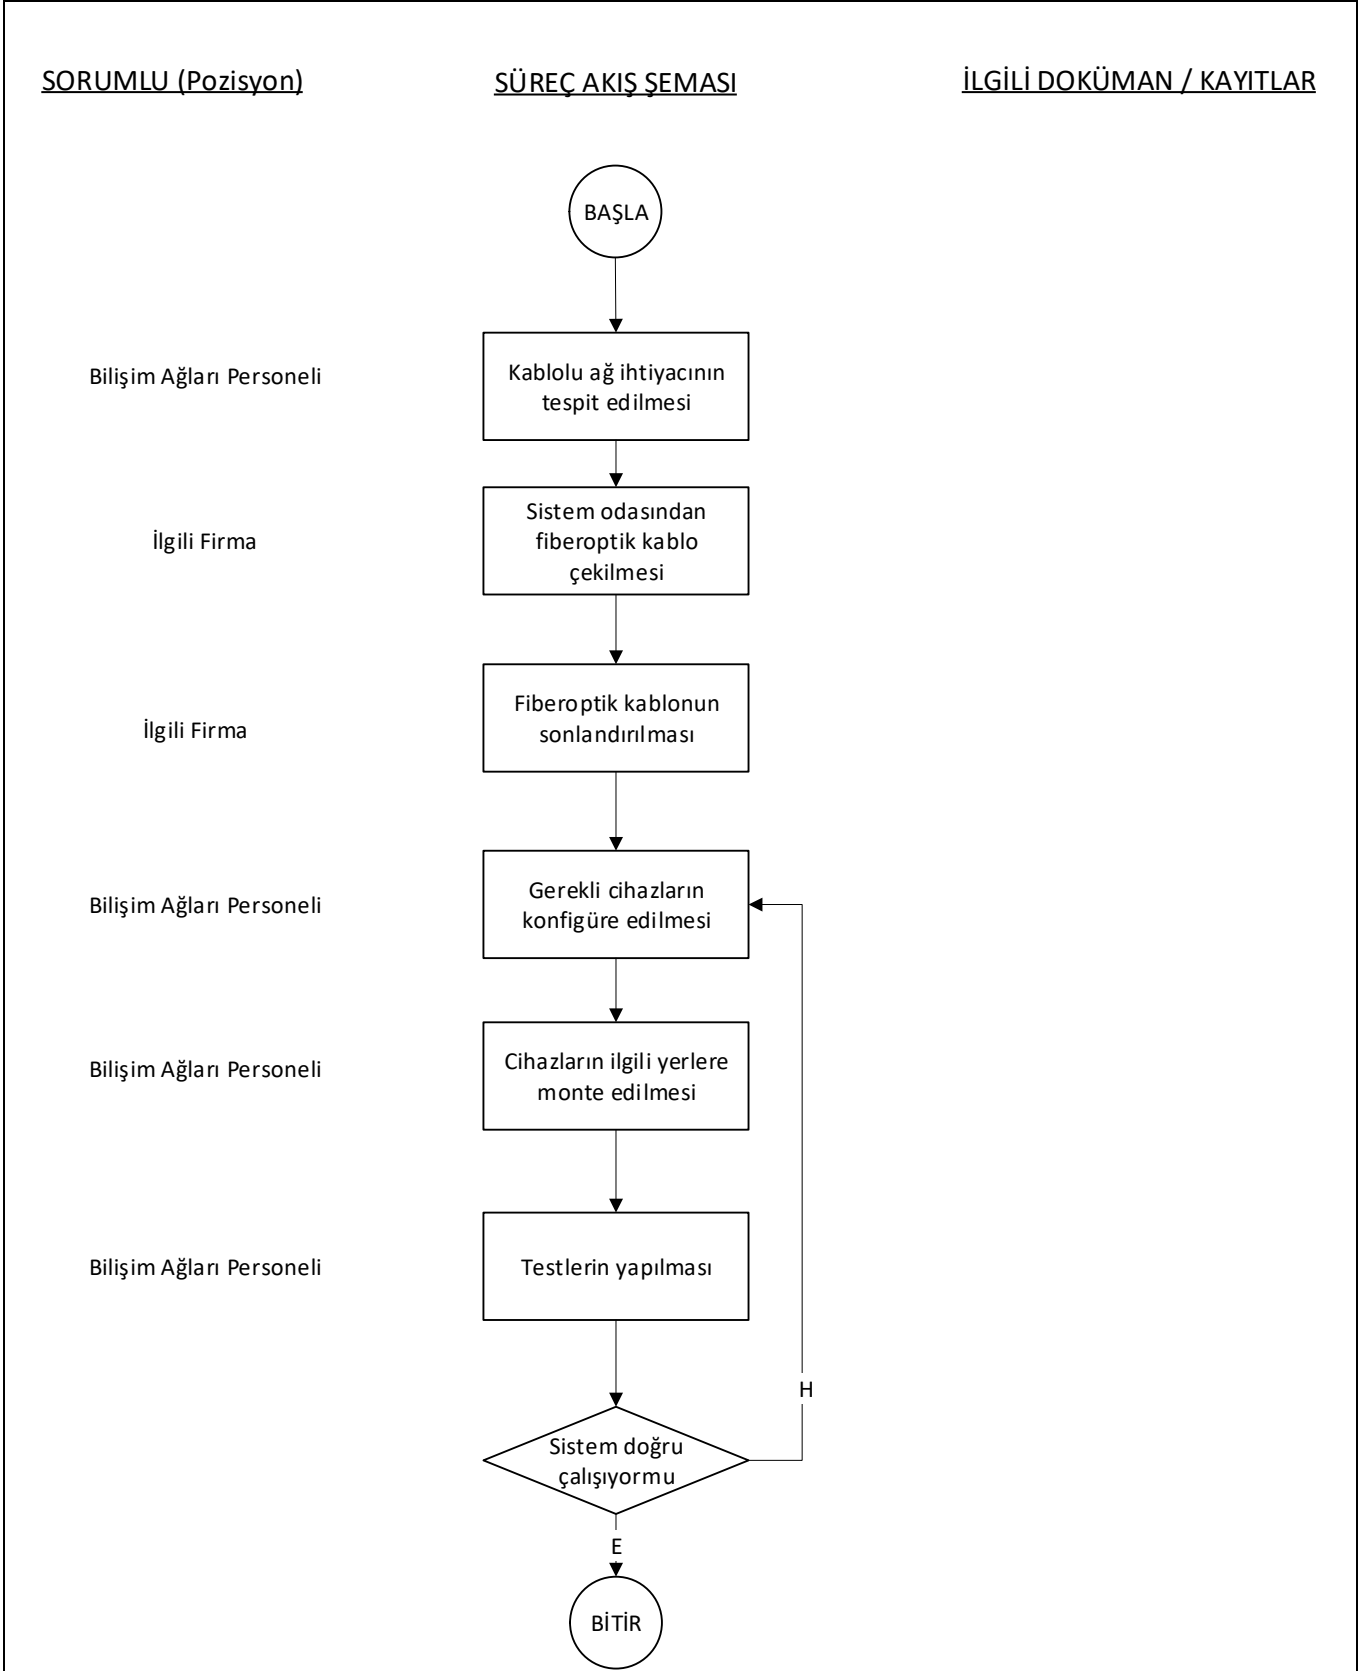 SORUMLU (Pozisyon)
SÜREÇ AKIŞ ŞEMASI
İLGİLİ DOKÜMAN / KAYITLAR
BAŞLA
Bilişim Ağları Personeli
Kablolu ağ ihtiyacının
tespit edilmesi
İlgili Firma
Sistem odasından
fiberoptik kablo
çekilmesi
İlgili Firma
Fiberoptik kablonun
sonlandırılması
Bilişim Ağları Personeli
Gerekli cihazların
konfigüre edilmesi
Bilişim Ağları Personeli
Cihazların ilgili yerlere
monte edilmesi
Bilişim Ağları Personeli
Testlerin yapılması
H
Sistem doğru
çalışıyormu
E
BİTİR